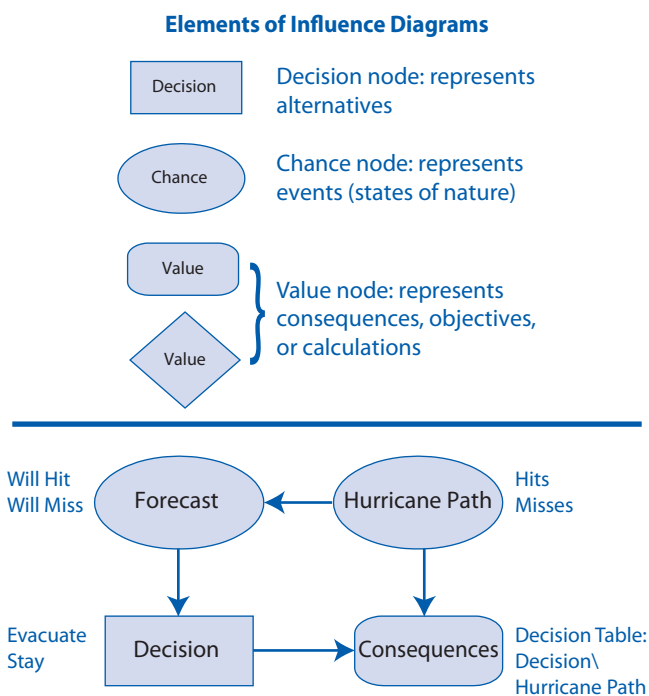 Elements of Influence Diagrams
Decision
Decision node: represents
alternatives
Chance
Chance node: represents
events (states of nature)
Value
Value
Value node: represents
consequences, objectives,
or calculations
Will Hit
Will Miss
Forecast
Hurricane Path
Hits
Misses
Evacuate
Stay
Decision
Consequences
Decision Table:
Decision\
Hurricane Path